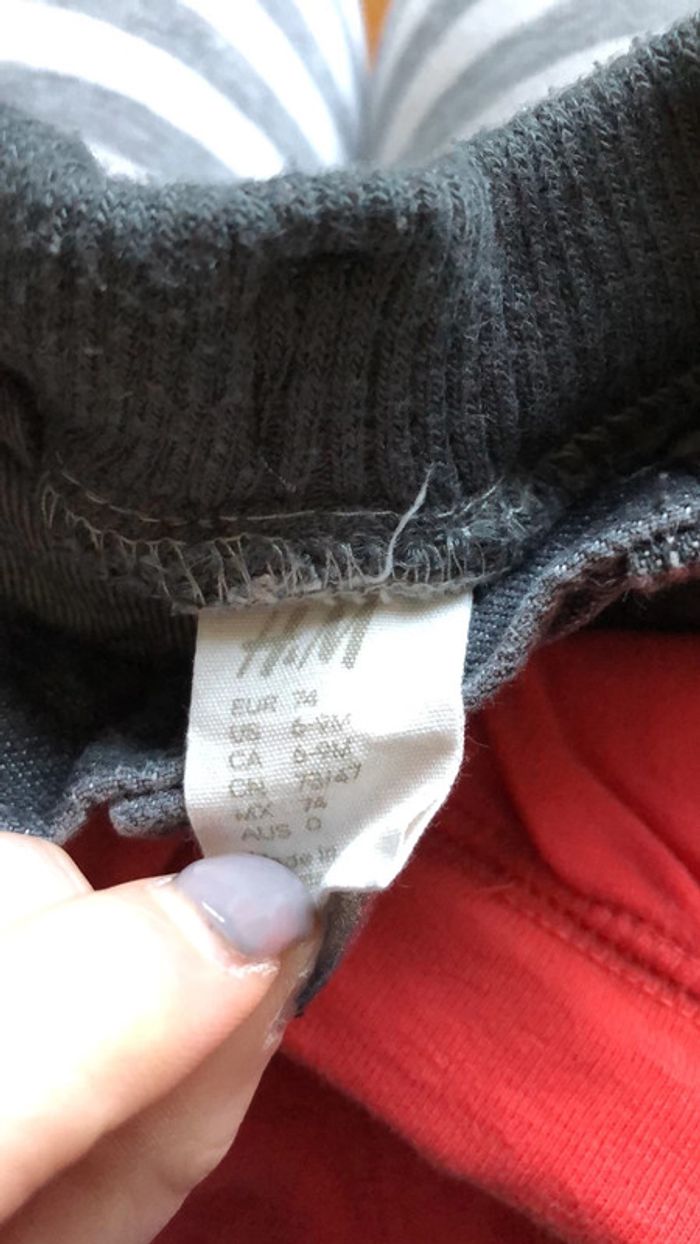 H&M
EUR 74
US 6-9M
CA 6-9M
CN 73/47
MX 74
AUS 0